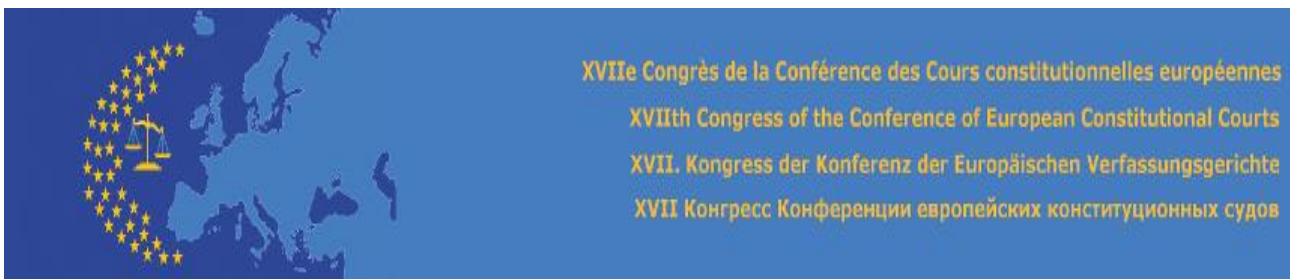 XVIIe Congrès de la Conférence des Cours constitutionnelles européennes
XVIIth Congress of the Conference of European Constitutional Courts
XVII. Kongress der Konferenz der Europäischen Verfassungsgerichte
XVII Конгресс Конференции европейских конституционных судов